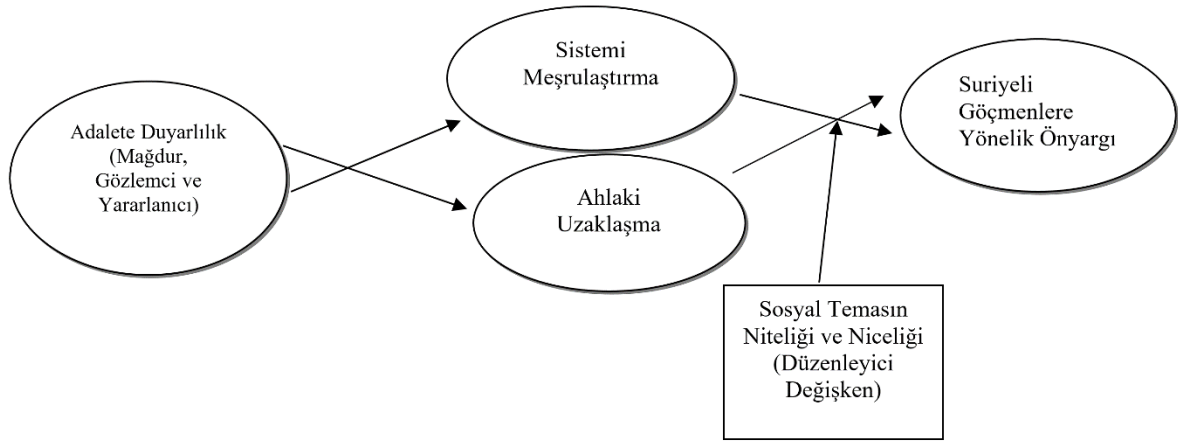 Adalete Duyarlılık
(Mağdur,
Gözlemci ve
Yararlanıcı)
Sistemi
Meşrulaştırma
Ahlaki
Uzaklaşma
Suriyeli
Göçmenlere
Yönelik Önyargı
Sosyal Temasın
Niteliği ve Niceliği
(Düzenleyici
Değişken)